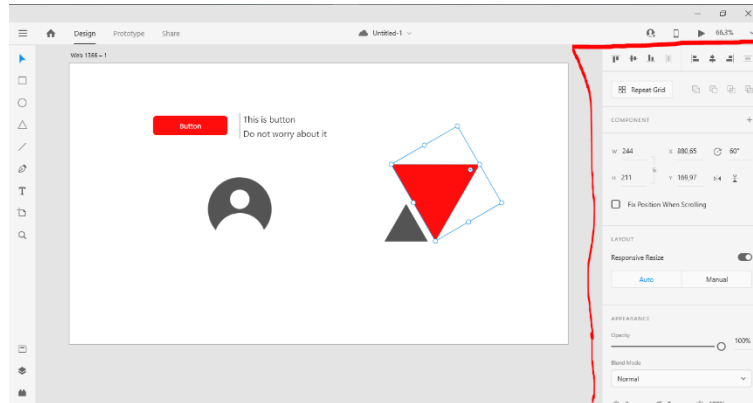 Design Prototype Share
Untitled-1
66.3%
Web 1366 – 1
Button
This is button
Do not worry about it
T
Repeat Grid
COMPONENT
W 244 X 880,65 60°
H 211 Y 169,97
Fix Position When Scrolling
LAYOUT
Responsive Resize
Auto Manual
APPEARANCE
Opacity
100%
Blend Mode
Normal